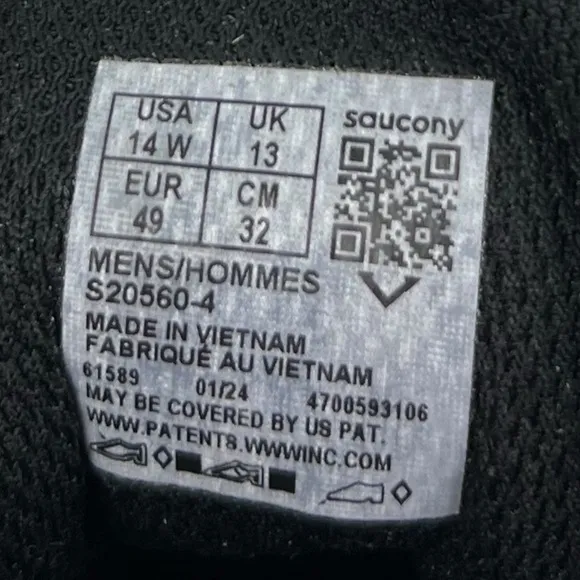 USA 14 W
UK 13
EUR 49
CM 32
saucony
MENS/HOMMES
S20560-4
MADE IN VIETNAM
FABRIQUÉ AU VIETNAM
61589 01/24 4700593106
MAY BE COVERED BY US PAT.
WWW.PATENTS.WWWINC.COM